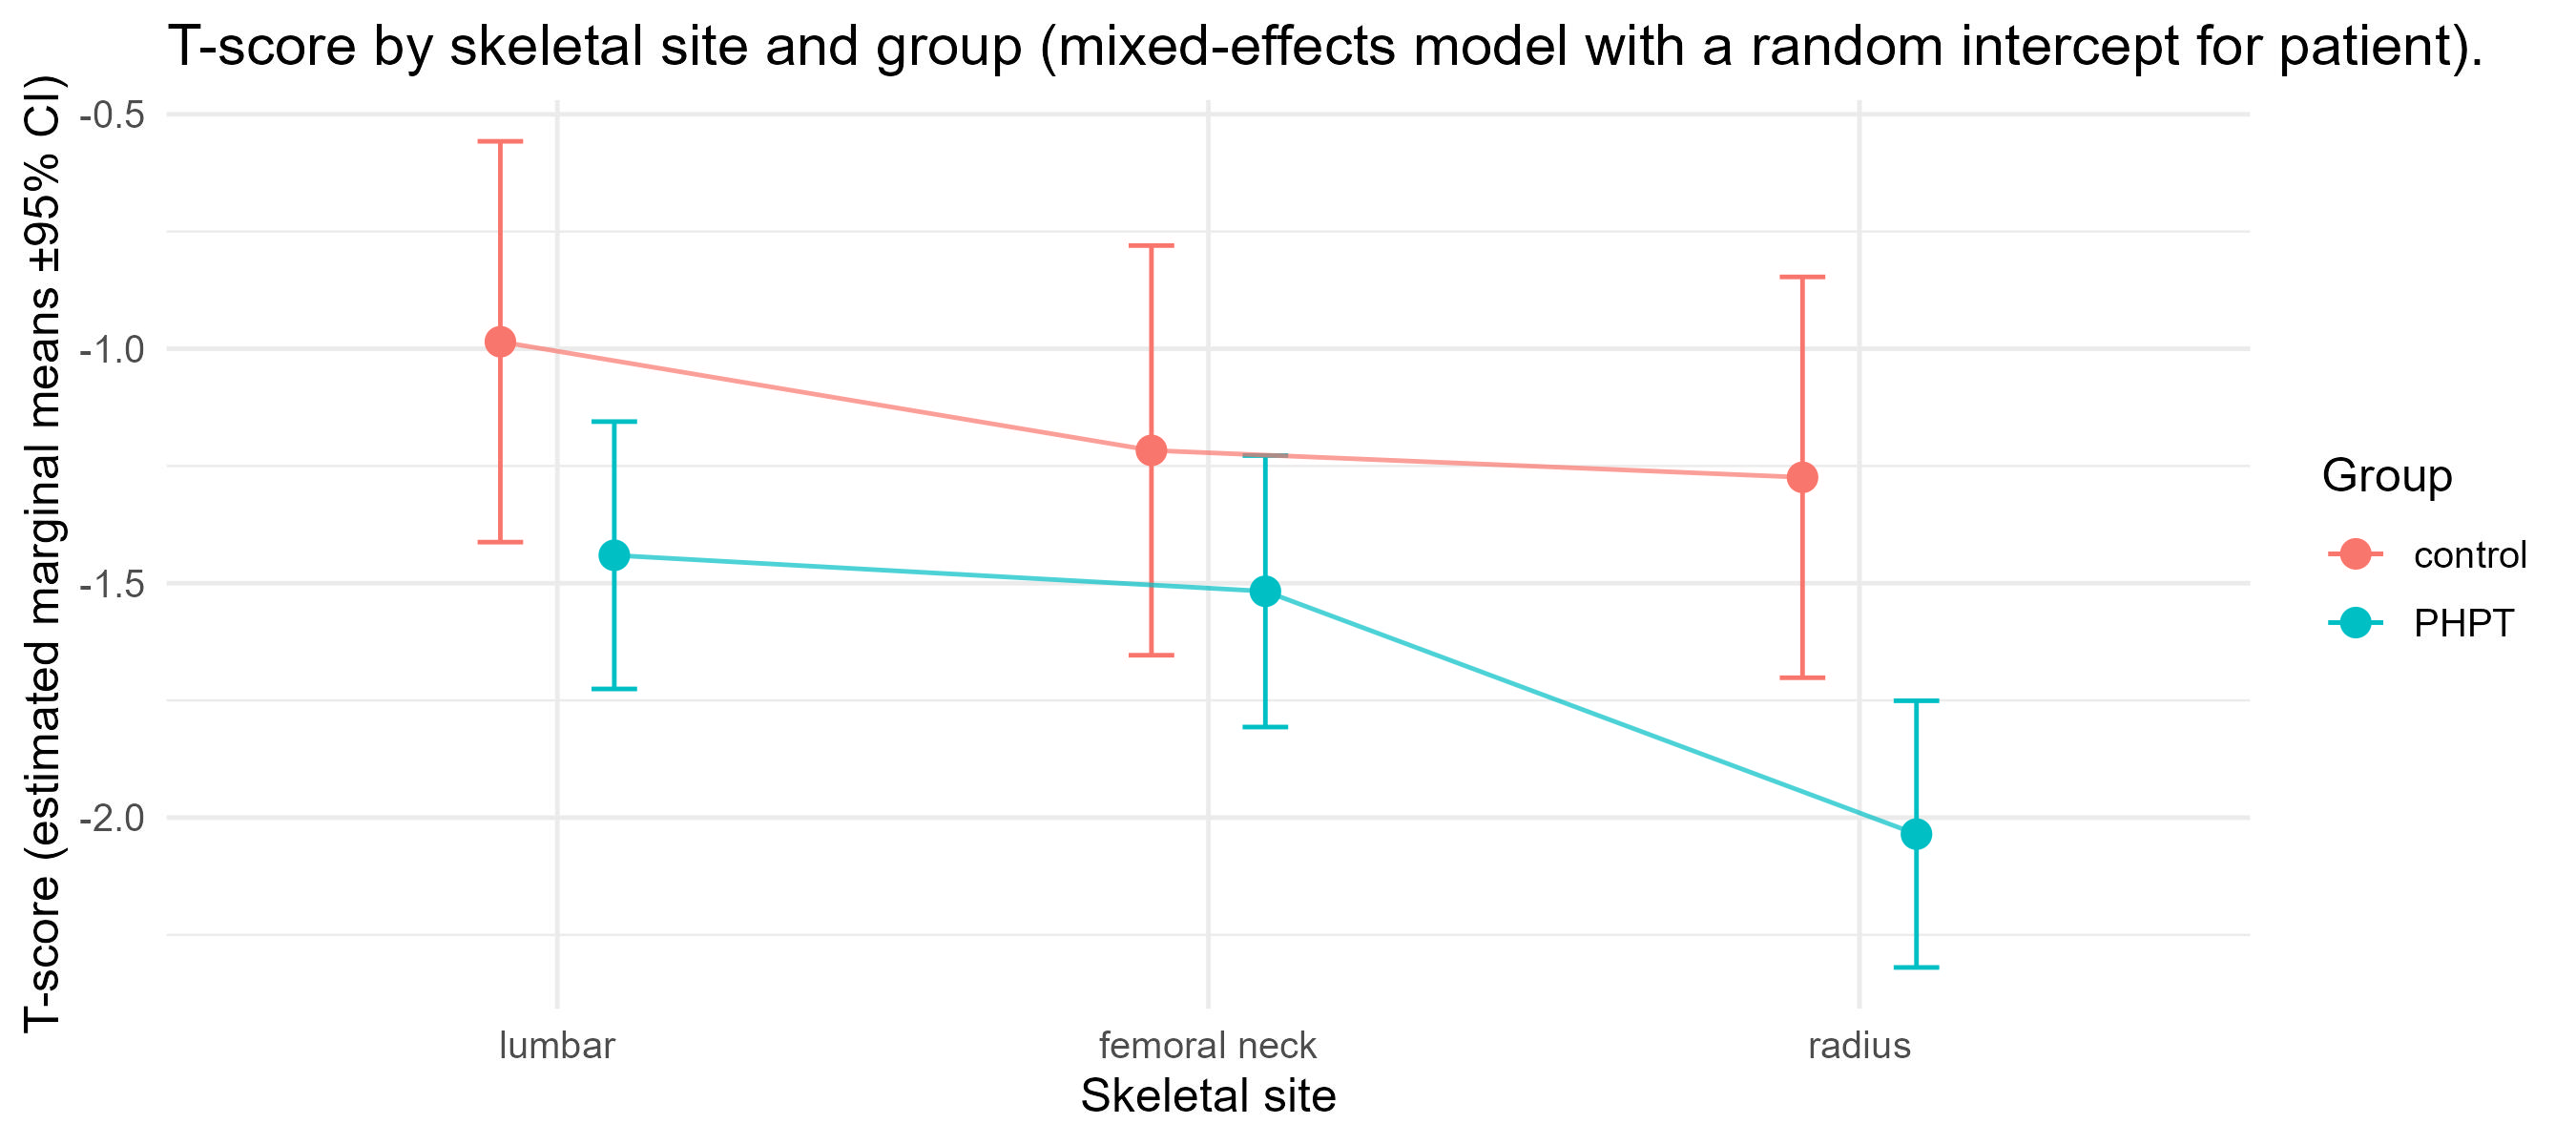 T-score by skeletal site and group (mixed-effects model with a random intercept for patient).
T-score (estimated marginal means ±95% CI)
-0.5
-1.0
-1.5
-2.0
lumbar
femoral neck
radius
Skeletal site
Group
control
PHPT